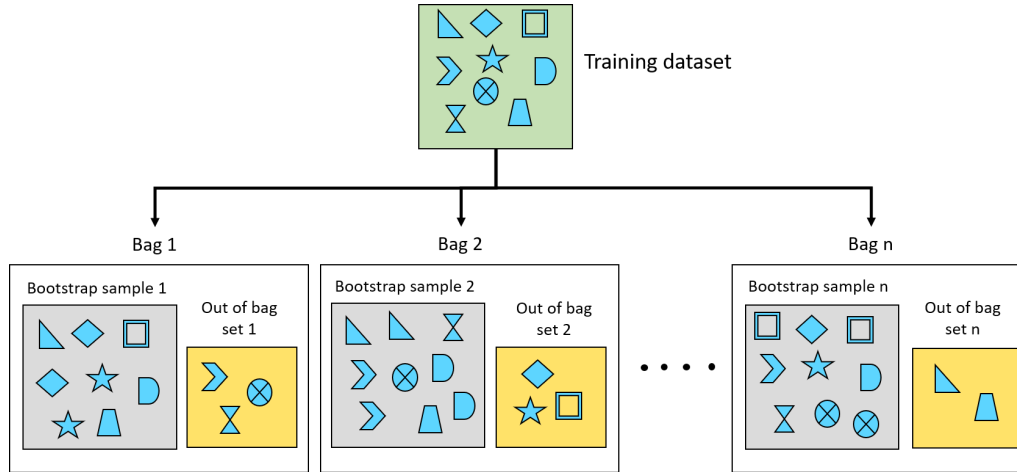 Training dataset
Bag 1
Bag 2
Bag n
Bootstrap sample 1
Out of bag
set 1
Bootstrap sample 2
Out of bag
set 2
Bootstrap sample n
Out of bag
set n